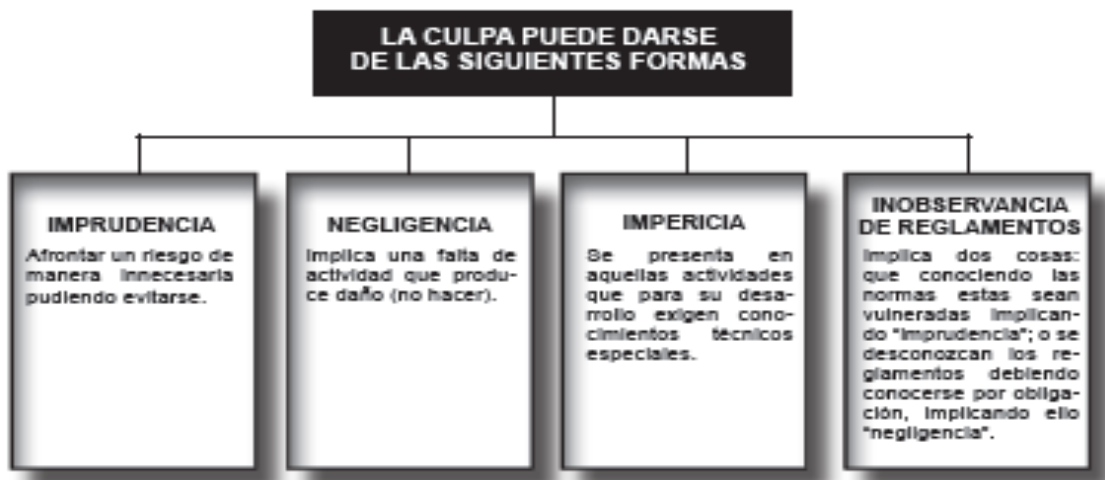 LA CULPA PUEDE DARSE
DE LAS SIGUIENTES FORMAS
IMPRUDENCIA
Afrontar un riesgo de
manera innecesaria
pudiendo evitarse.
NEGLIGENCIA
Implica una falta de
actividad que produ-
ce daño (no hacer).
IMPERICIA
Se presenta en
aquellas actividades
que para su desa-
rrollo exigen cono-
cimientos técnicos
especiales.
INOBSERVANCIA
DE REGLAMENTOS
Implica dos cosas:
que conociendo las
normas estas sean
vulneradas implican-
do "imprudencia"; o se
desconozcan los re-
glamentos debiendo
conocerse por obliga-
ción, implicando ello
"negligencia".